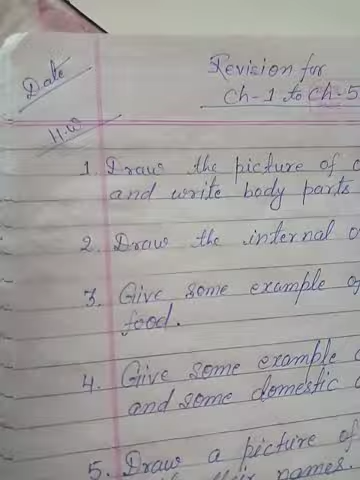 Date
Revision for
Ch-1 to Ch-5
H.W
1. Draw the picture of
and write body parts
2. Draw the internal
3. Give some example of
food.
4. Give some example
and some domestic
5. Draw a picture of
their names.